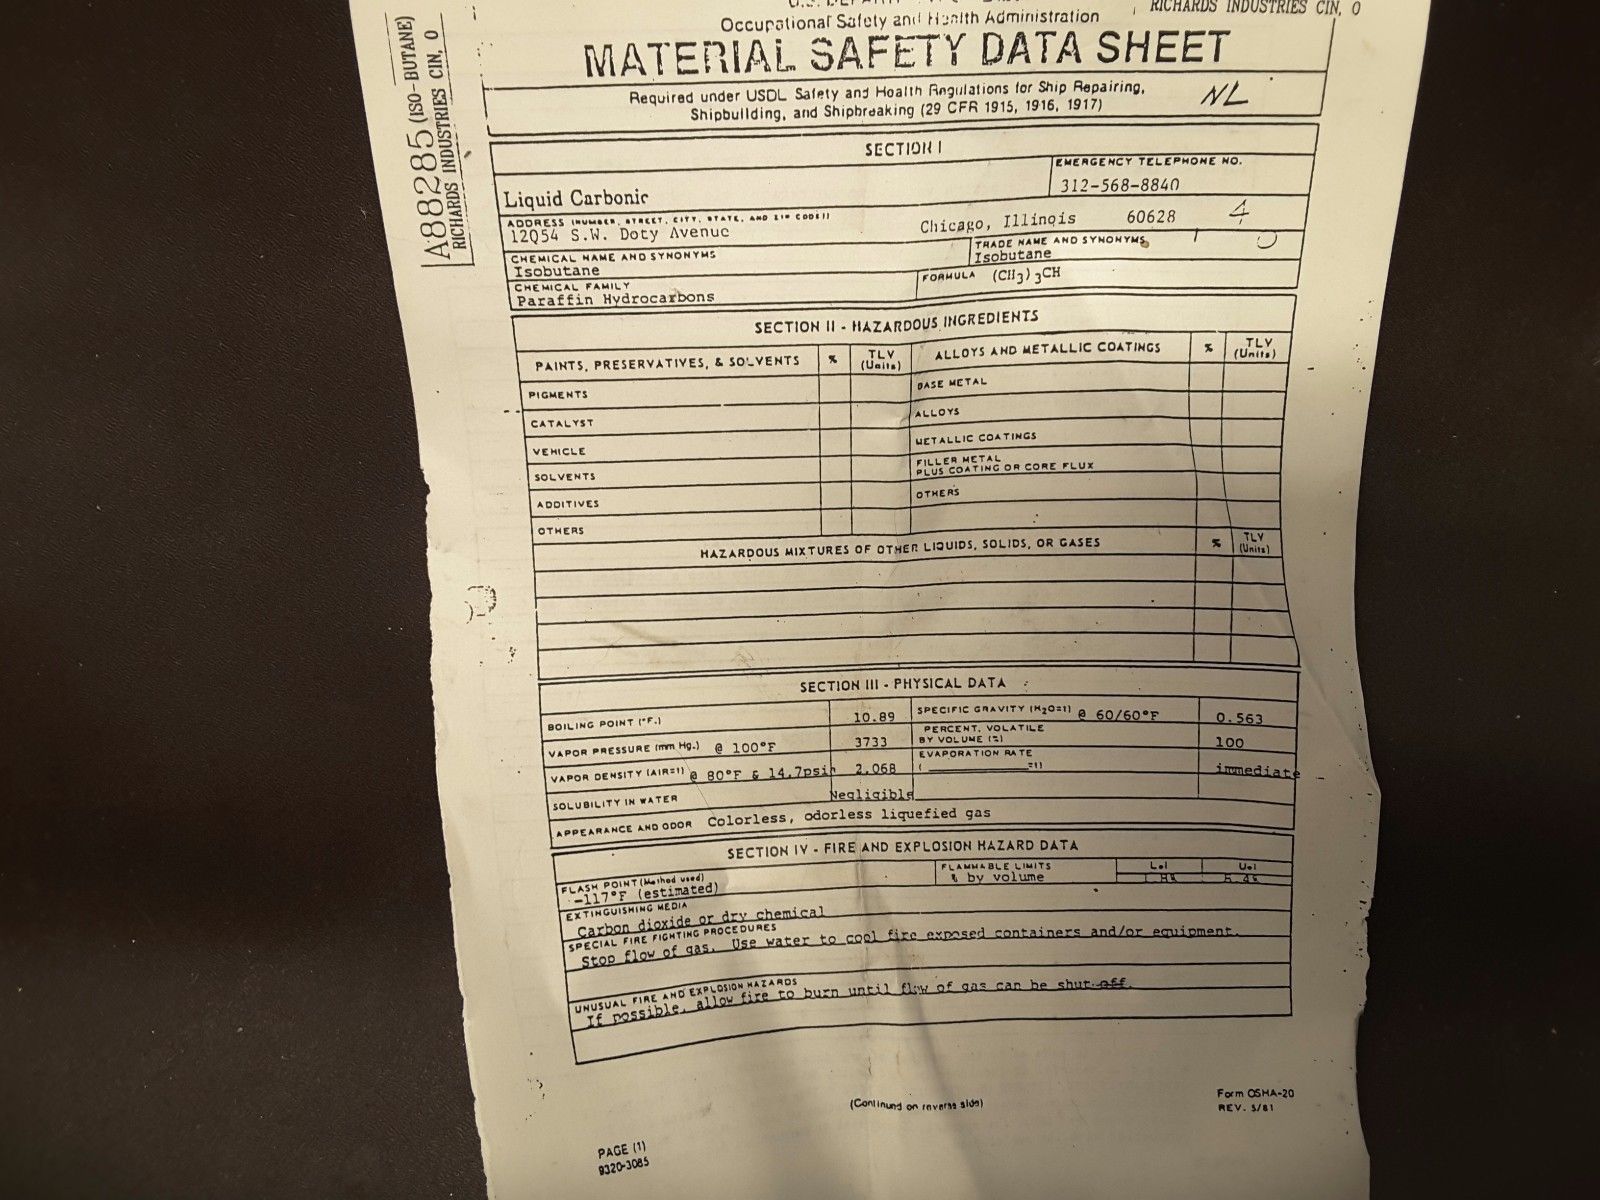 A88285 (ISO-BUTANE)
RICHARDS INDUSTRIES CIN, O
RICHARDS INDUSTRIES CIN, O
Occupational Safety and Health Administration
MATERIAL SAFETY DATA SHEET
Required under USDL Safety and Health Regulations for Ship Repairing,
Shipbuilding, and Shipbreaking (29 CFR 1915, 1916, 1917)
NL
SECTION I
EMERGENCY TELEPHONE NO.
312-568-8840
Liquid Carbonic
ADDRESS (NUMBER, STREET, CITY, STATE, AND ZIP CODE)
12054 S.W. Doty Avenue Chicago, Illinois 60628 4
CHEMICAL NAME AND SYNONYMS TRADE NAME AND SYNONYMS
Isobutane Isobutane
CHEMICAL FAMILY FORMULA (CH3)3CH
Paraffin Hydrocarbons
SECTION II - HAZARDOUS INGREDIENTS
PAINTS, PRESERVATIVES, & SOLVENTS % TLV (Units) ALLOYS AND METALLIC COATINGS % TLV (Units)
PIGMENTS BASE METAL
CATALYST ALLOYS
VEHICLE METALLIC COATINGS
SOLVENTS FILLER METAL
PLUS COATING OR CORE FLUX
ADDITIVES OTHERS
OTHERS
HAZARDOUS MIXTURES OF OTHER LIQUIDS, SOLIDS, OR GASES % TLV (Units)
SECTION III - PHYSICAL DATA
BOILING POINT (°F.) 10.89 SPECIFIC GRAVITY (H2O=1) @ 60/60°F 0.563
VAPOR PRESSURE (mm Hg.) @ 100°F 3733 PERCENT, VOLATILE BY VOLUME (%) 100
VAPOR DENSITY (AIR=1) @ 80°F & 14.7psia 2.068 EVAPORATION RATE ( =1) immediate
SOLUBILITY IN WATER Negligible
APPEARANCE AND ODOR Colorless, odorless liquefied gas
SECTION IV - FIRE AND EXPLOSION HAZARD DATA
FLASH POINT (Method used) FLAMMABLE LIMITS Lel Uel
-117°F (estimated) % by volume
EXTINGUISHING MEDIA
Carbon dioxide or dry chemical
SPECIAL FIRE FIGHTING PROCEDURES
Stop flow of gas. Use water to cool fire exposed containers and/or equipment.
UNUSUAL FIRE AND EXPLOSION HAZARDS
If possible, allow fire to burn until flow of gas can be shut off.
(Continued on reverse side)
Form OSHA-20
REV. 5/81
PAGE (1)
9320-3085